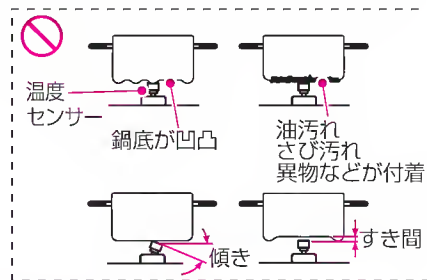 温度
センサー
鍋底が凹凸
油汚れ
さび汚れ
異物などが付着
傾き
すき間